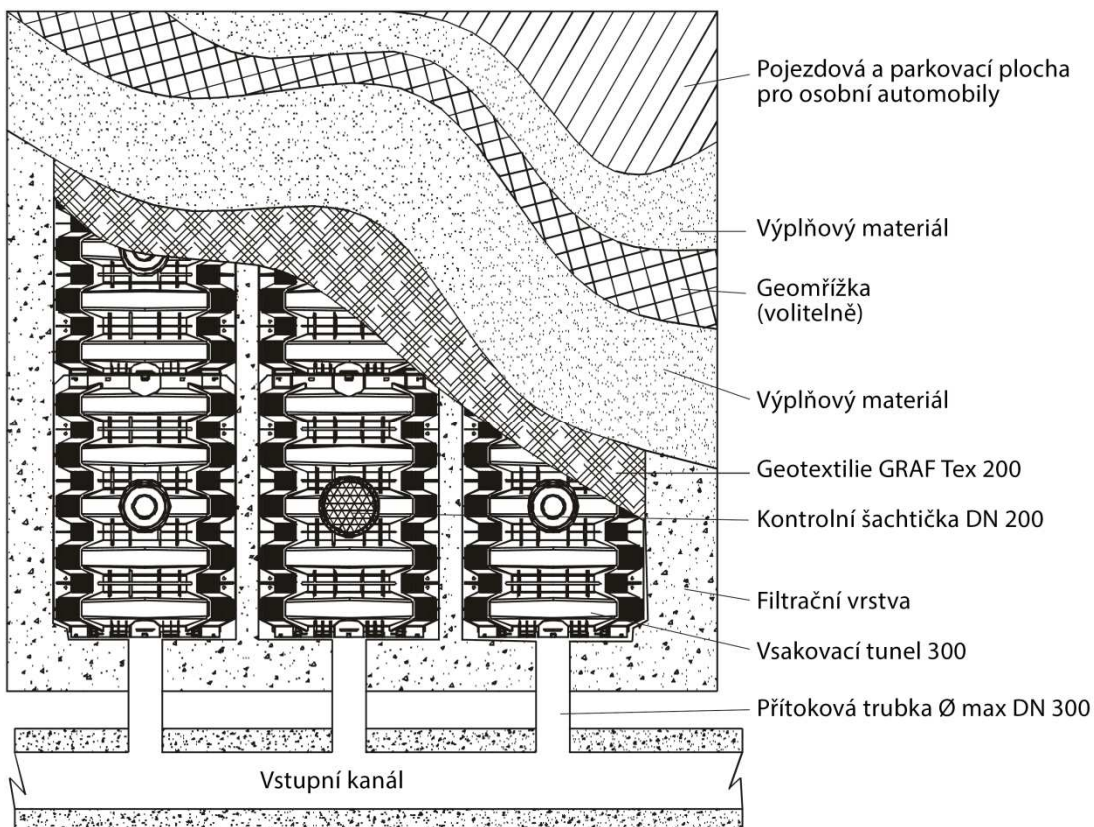 Pojezdová a parkovací plocha
pro osobní automobily
Výplňový materiál
Geomřížka
(volitelně)
Výplňový materiál
Geotextilie GRAF Tex 200
Kontrolní šachtička DN 200
Filtrační vrstva
Vsakovací tunel 300
Přítoková trubka Ø max DN 300
Vstupní kanál